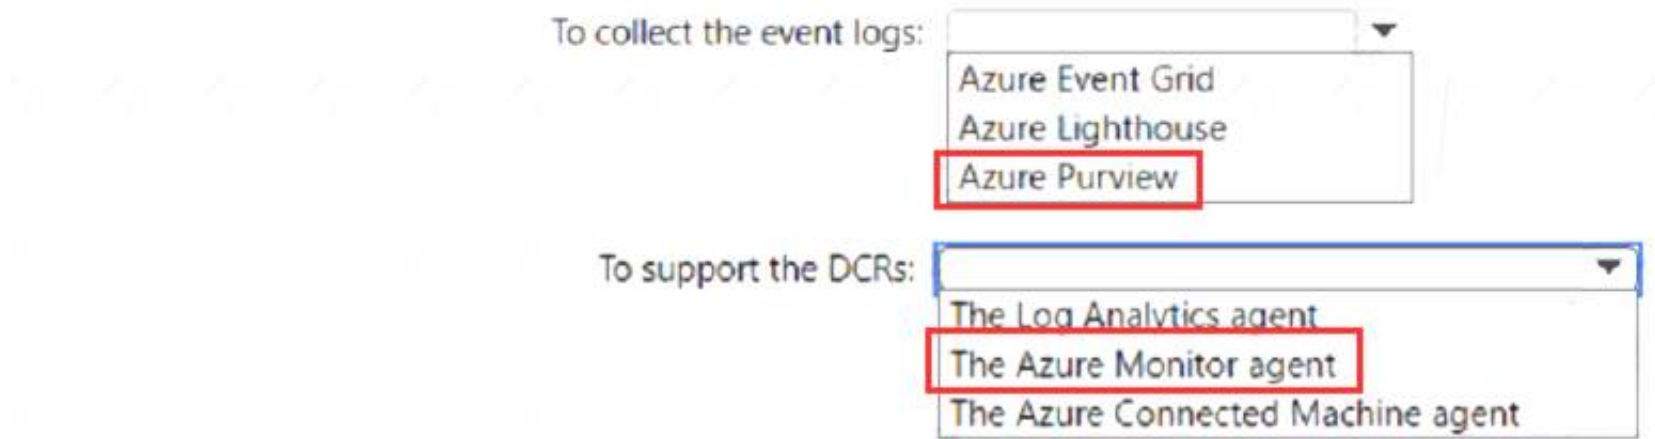 To collect the event logs:
Azure Event Grid
Azure Lighthouse
Azure Purview
To support the DCRs:
The Log Analytics agent
The Azure Monitor agent
The Azure Connected Machine agent